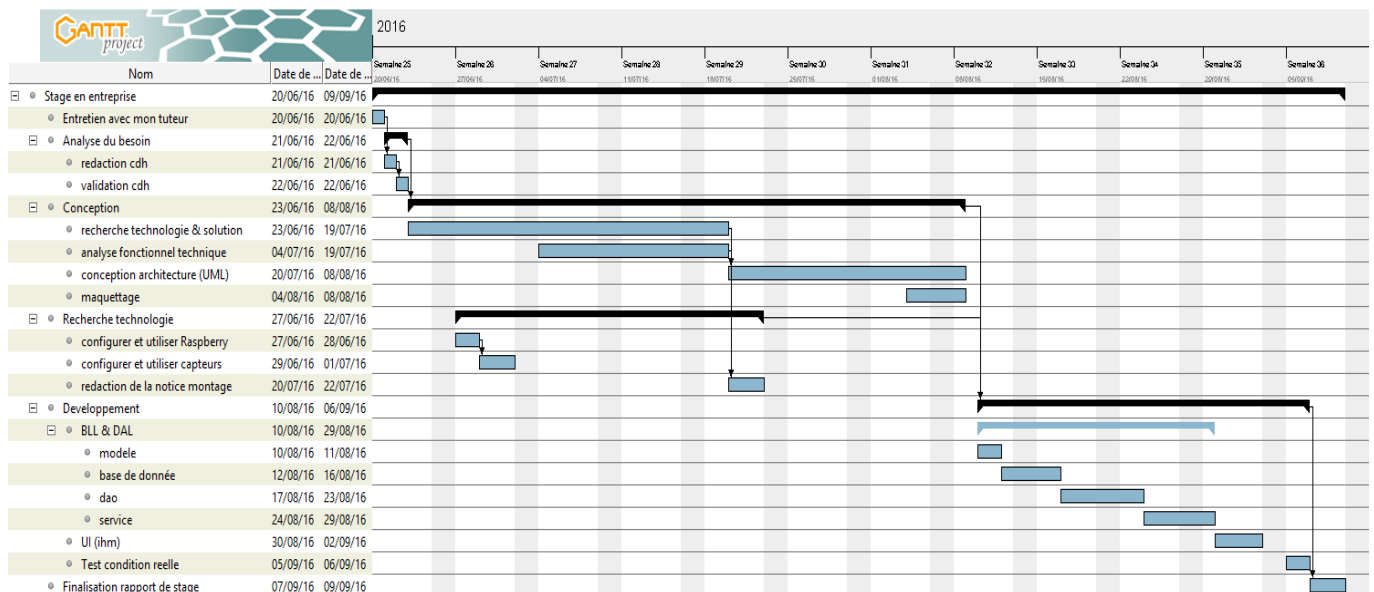 GANTT
project
2016
Semaine 25 Semaine 26 Semaine 27 Semaine 28 Semaine 29 Semaine 30 Semaine 31 Semaine 32 Semaine 33 Semaine 34 Semaine 35 Semaine 36
Nom Date de ... Date de ...
20/06/16 27/06/16 04/07/16 11/07/16 18/07/16 25/07/16 01/08/16 08/08/16 15/08/16 22/08/16 29/08/16 05/09/16
Stage en entreprise 20/06/16 09/09/16
Entretien avec mon tuteur 20/06/16 20/06/16
Analyse du besoin 21/06/16 22/06/16
redaction cdh 21/06/16 21/06/16
validation cdh 22/06/16 22/06/16
Conception 23/06/16 08/08/16
recherche technologie & solution 23/06/16 19/07/16
analyse fonctionnel technique 04/07/16 19/07/16
conception architecture (UML) 20/07/16 08/08/16
maquettage 04/08/16 08/08/16
Recherche technologie 27/06/16 22/07/16
configurer et utiliser Raspberry 27/06/16 28/06/16
configurer et utiliser capteurs 29/06/16 01/07/16
redaction de la notice montage 20/07/16 22/07/16
Developpement 10/08/16 06/09/16
BLL & DAL 10/08/16 29/08/16
modele 10/08/16 11/08/16
base de donnée 12/08/16 16/08/16
dao 17/08/16 23/08/16
service 24/08/16 29/08/16
UI (ihm) 30/08/16 02/09/16
Test condition reelle 05/09/16 06/09/16
Finalisation rapport de stage 07/09/16 09/09/16